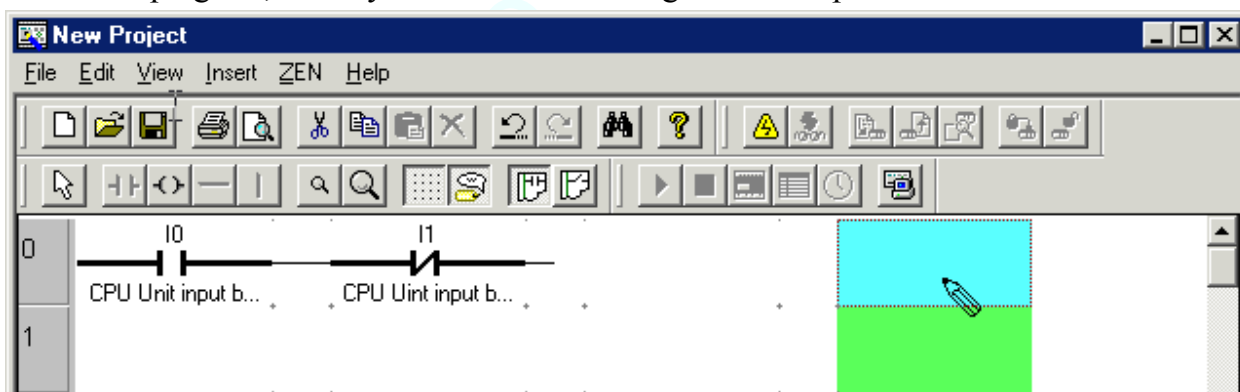 New Project
File Edit View Insert ZEN Help
0 I0 I1
CPU Unit input b... CPU Uint input b...
1